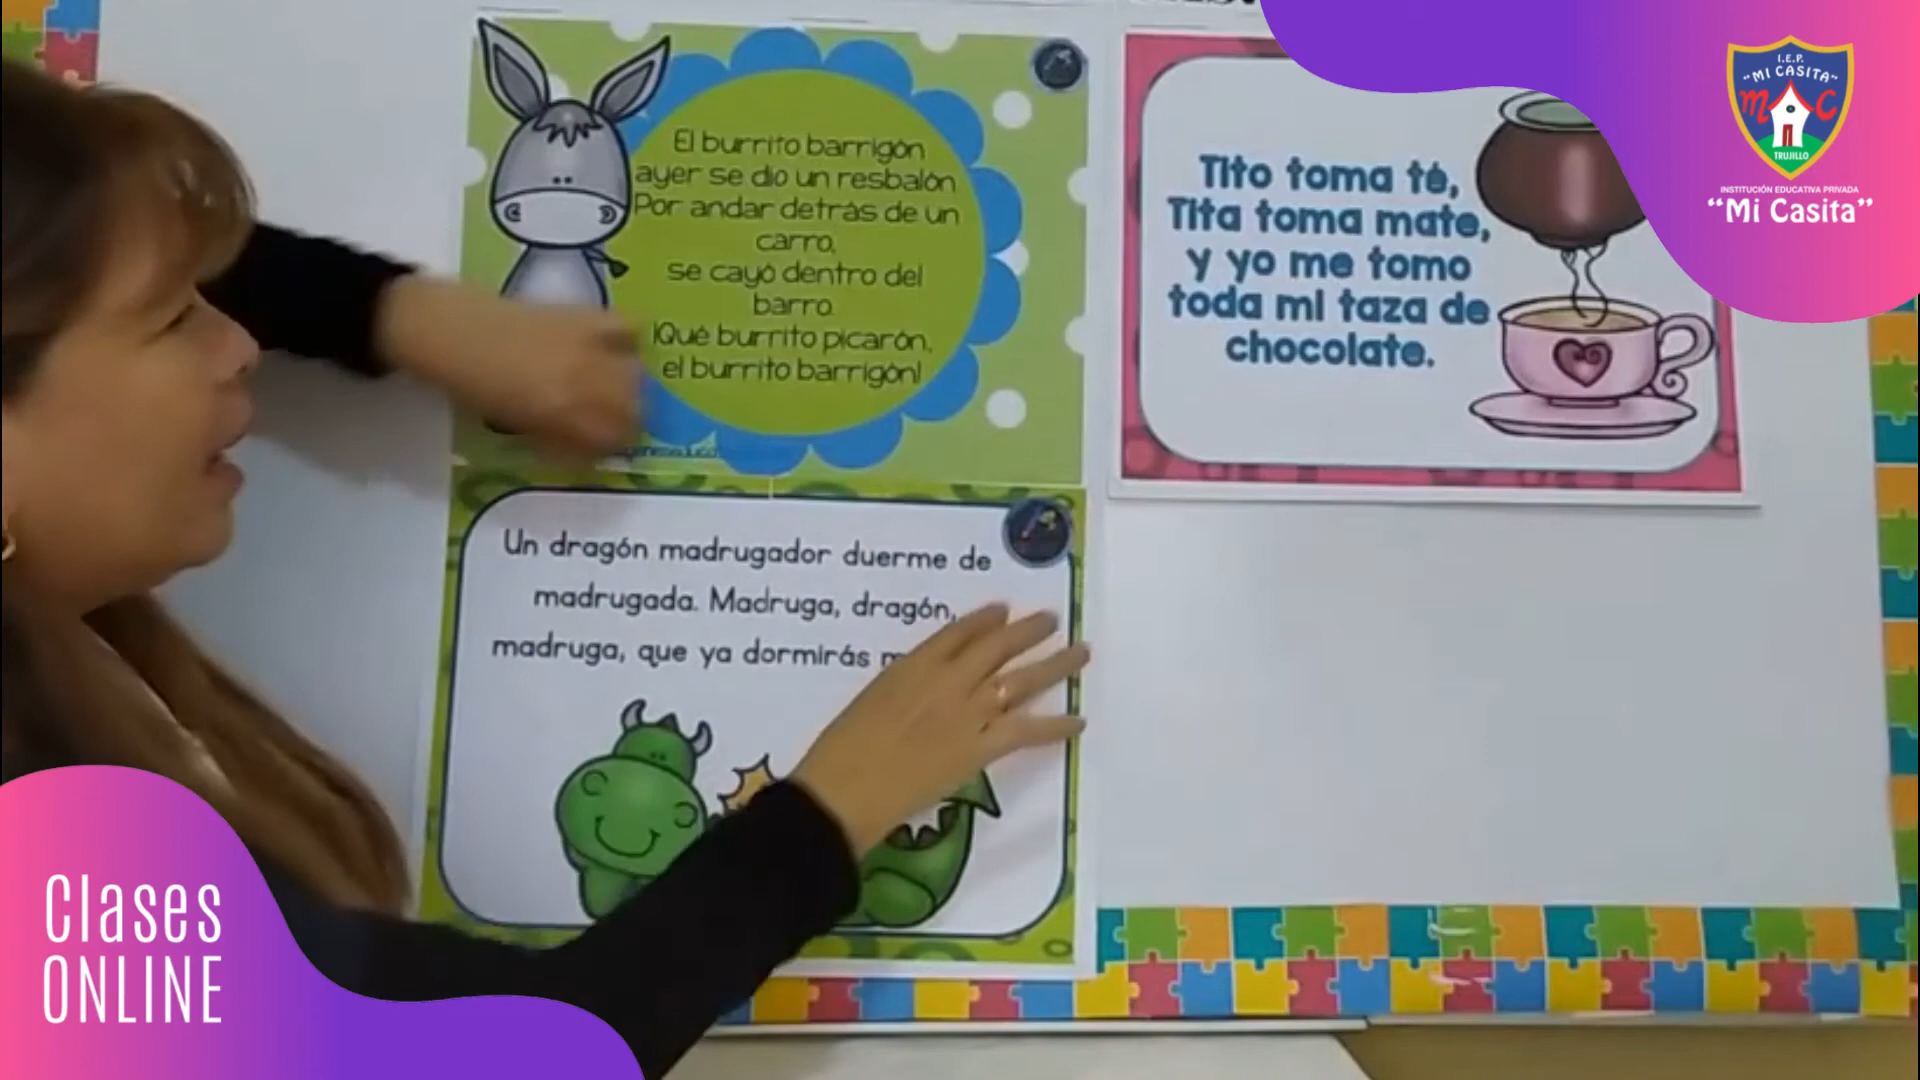 El burrito barrigón
ayer se dio un resbalón
Por andar detrás de un
carro,
se cayó dentro del
barro.
¡Qué burrito picarón,
el burrito barrigón!
Un dragón madrugador duerme de
madrugada. Madruga, dragón,
madruga, que ya dormirás
Tito toma té,
Tita toma mate,
y yo me tomo
toda mi taza de
chocolate.
I.E.P.
"MI CASITA"
M C
TRUJILLO
INSTITUCIÓN EDUCATIVA PRIVADA
"Mi Casita"
Clases
ONLINE